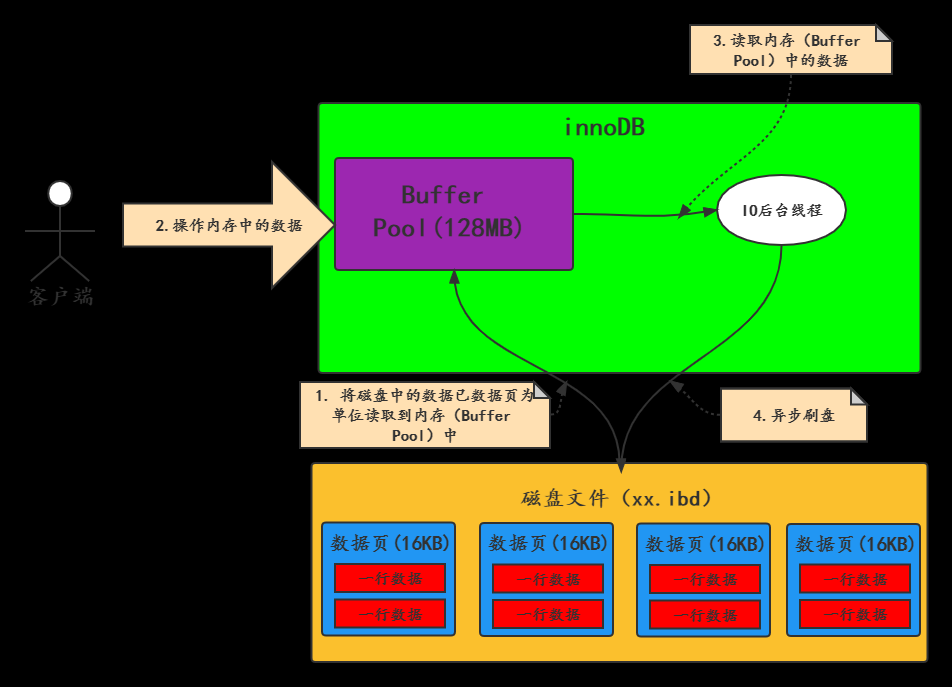 3.读取内存（Buffer
Pool）中的数据
innoDB
Buffer
Pool(128MB)
IO后台线程
2.操作内存中的数据
客户端
1. 将磁盘中的数据已数据页为
单位读取到内存（Buffer
Pool）中
4.异步刷盘
磁盘文件（xx.ibd）
数据页(16KB)
一行数据
一行数据
数据页(16KB)
一行数据
一行数据
数据页(16KB)
一行数据
一行数据
数据页(16KB)
一行数据
一行数据